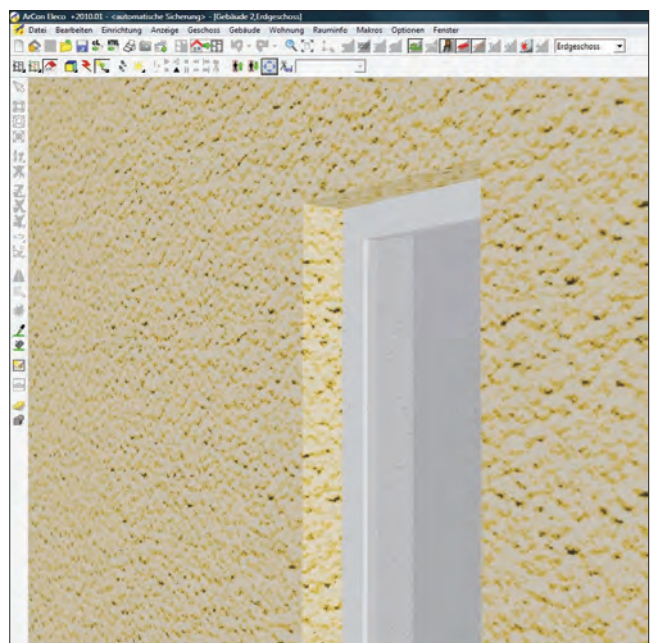 ArCon Eleco +2010.01 - <automatische Sicherung> - [Gebäude 2,Erdgeschoss]
Datei Bearbeiten Einrichtung Anzeige Geschoss Gebäude Wohnung Rauminfo Makros Optionen Fenster
Erdgeschoss